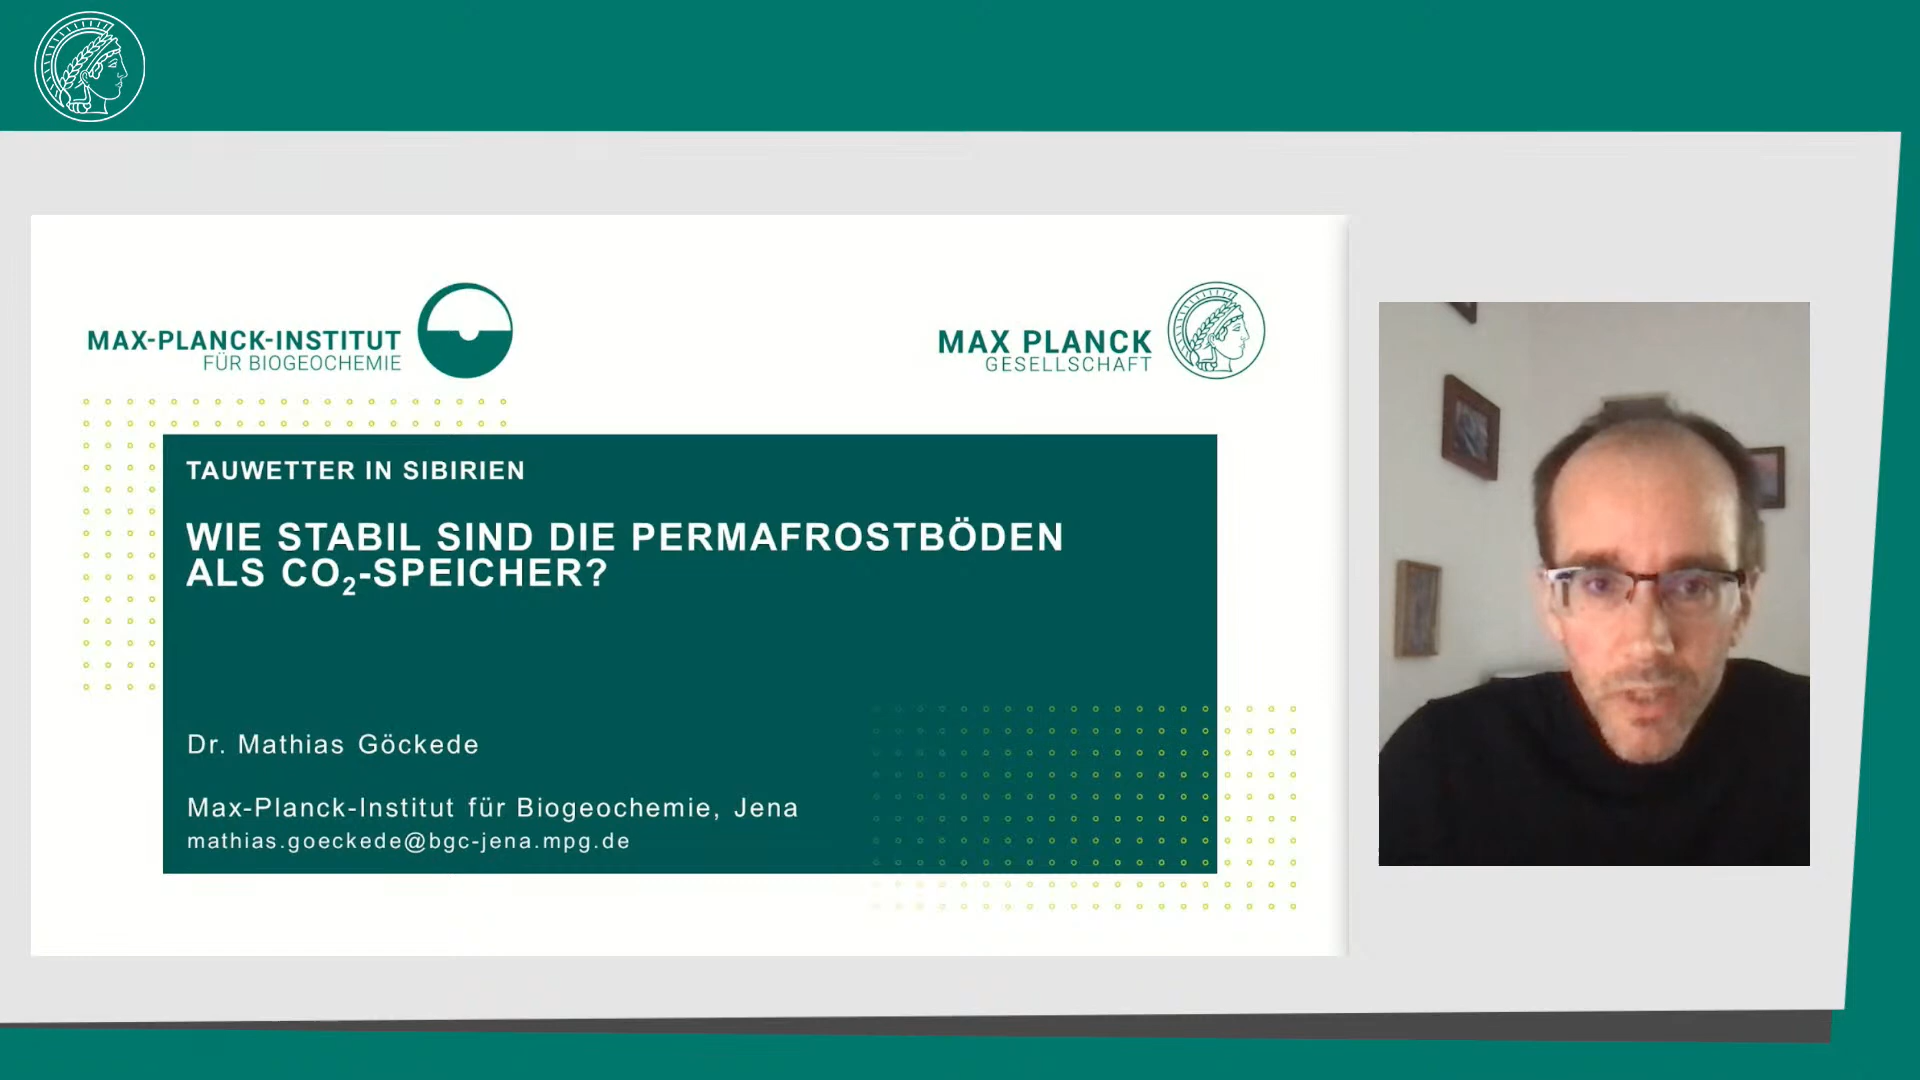 MAX-PLANCK-INSTITUT
FÜR BIOGEOCHEMIE
MAX PLANCK
GESELLSCHAFT
TAUWETTER IN SIBIRIEN
WIE STABIL SIND DIE PERMAFROSTBÖDEN
ALS CO₂-SPEICHER?
Dr. Mathias Göckede
Max-Planck-Institut für Biogeochemie, Jena
mathias.goeckede@bgc-jena.mpg.de